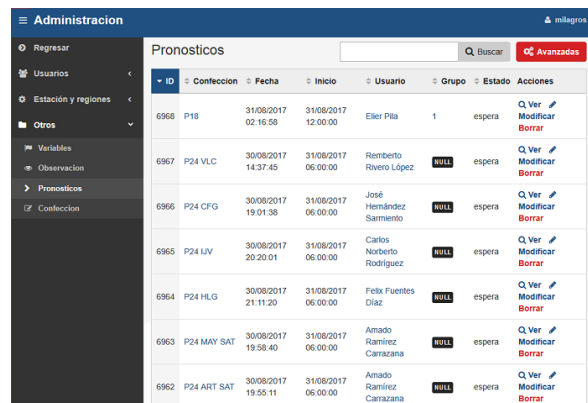 Administracion
milagros
Regresar
Usuarios
Estación y regiones
Otros
Variables
Observacion
Pronosticos
Confeccion
Pronosticos
Buscar
Avanzadas
ID Confeccion Fecha Inicio Usuario Grupo Estado Acciones
6968 P18 31/08/2017 02:16:58 31/08/2017 12:00:00 Elier Pila 1 espera Ver Modificar Borrar
6967 P24 VLC 30/08/2017 14:37:45 31/08/2017 06:00:00 Remberto Rivero López NULL espera Ver Modificar Borrar
6966 P24 CFG 30/08/2017 19:01:38 31/08/2017 06:00:00 José Hernández Sarmiento NULL espera Ver Modificar Borrar
6965 P24 IJV 30/08/2017 20:20:01 31/08/2017 06:00:00 Carlos Norberto Rodríguez NULL espera Ver Modificar Borrar
6964 P24 HLG 30/08/2017 21:11:20 31/08/2017 06:00:00 Felix Fuentes Díaz NULL espera Ver Modificar Borrar
6963 P24 MAY SAT 30/08/2017 19:58:40 31/08/2017 06:00:00 Amado Ramírez Carrazana NULL espera Ver Modificar Borrar
6962 P24 ART SAT 30/08/2017 19:55:11 31/08/2017 06:00:00 Amado Ramírez Carrazana NULL espera Ver Modificar Borrar